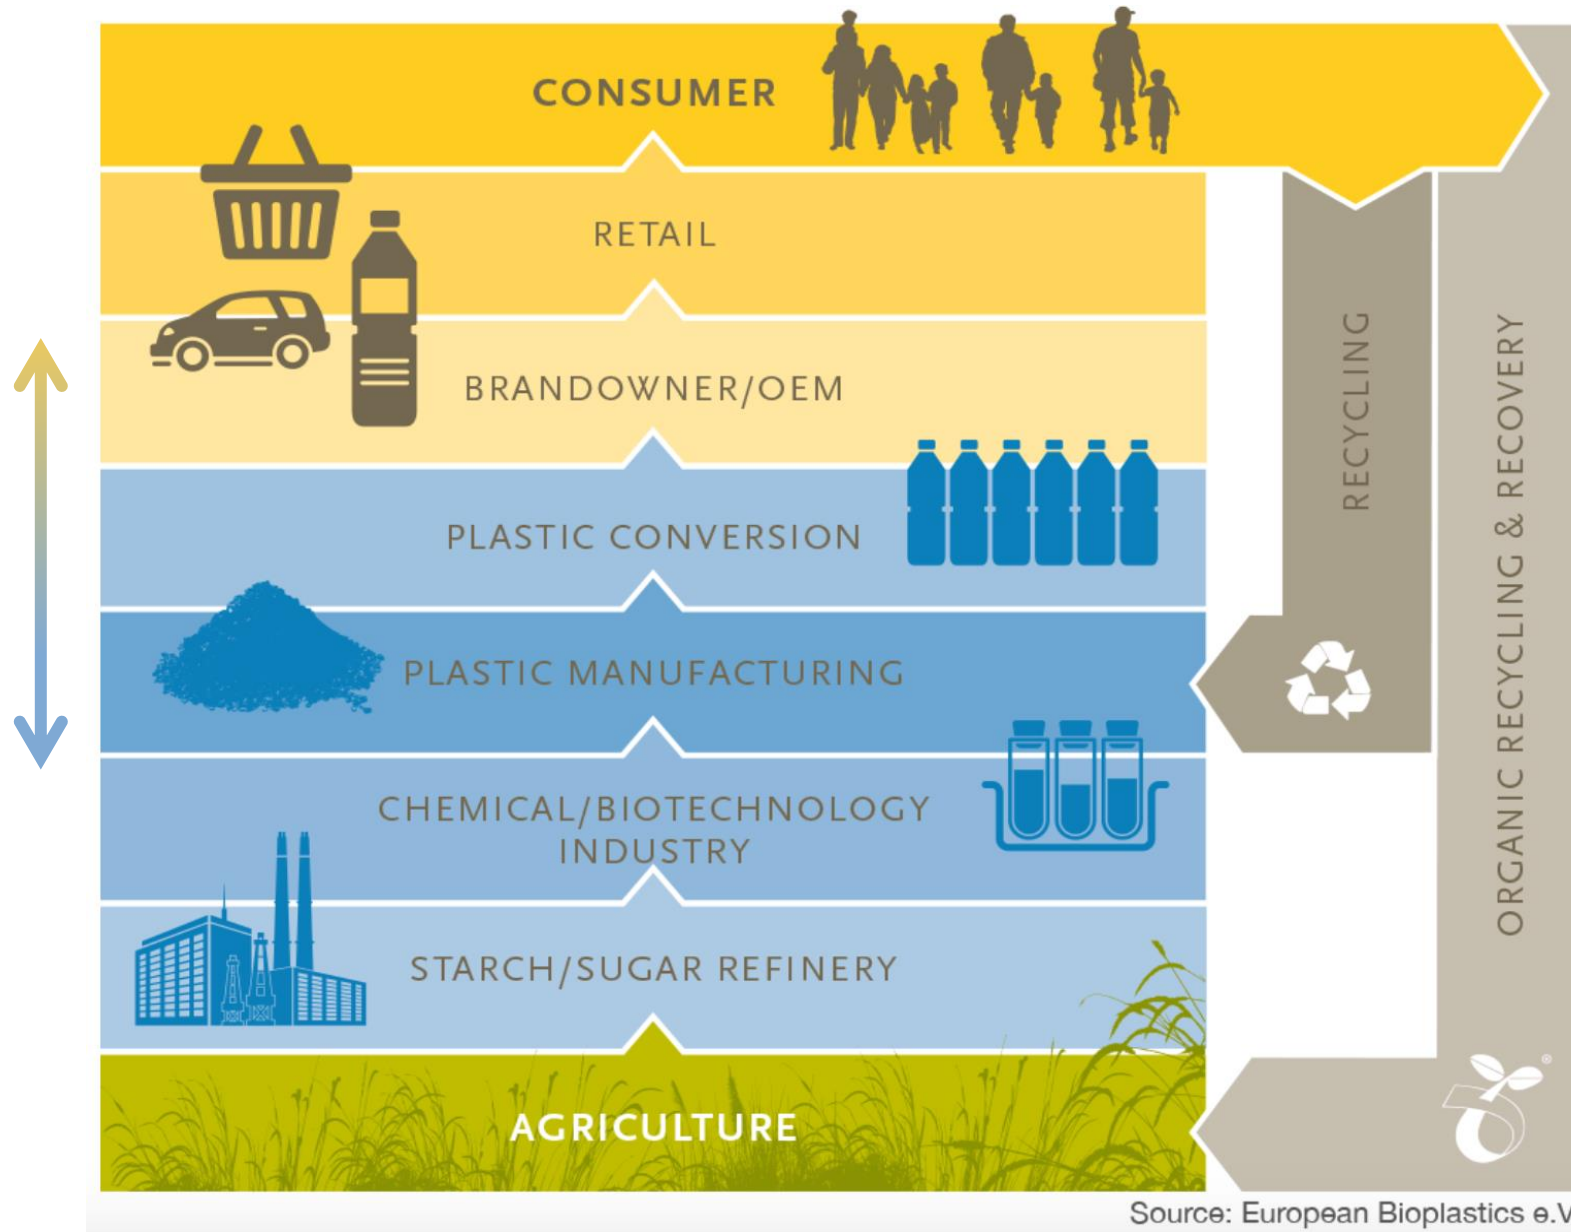 CONSUMER
RETAIL
BRANDOWNER/OEM
PLASTIC CONVERSION
PLASTIC MANUFACTURING
CHEMICAL/BIOTECHNOLOGY
INDUSTRY
STARCH/SUGAR REFINERY
AGRICULTURE
RECYCLING
ORGANIC RECYCLING & RECOVERY
®
Source: European Bioplastics e.V